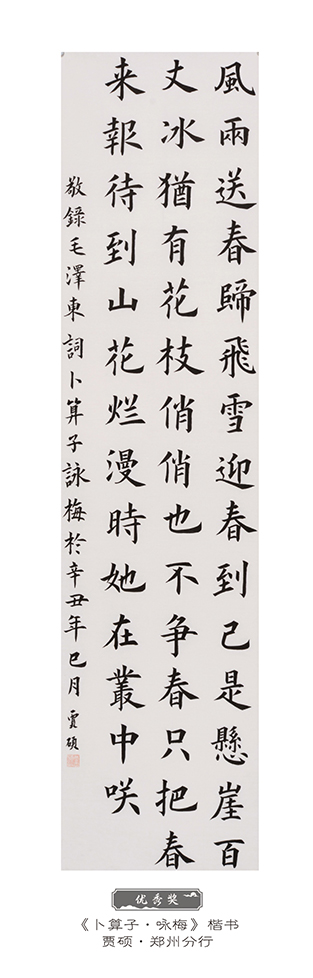 風雨送春歸飛雪迎春到已是懸崖百
丈冰猶有花枝俏俏也不争春只把春
来報待到山花烂漫時她在叢中咲
敬錄毛澤東詞卜算子詠梅於辛丑年巳月 賈碩
优秀奖
《卜算子·咏梅》楷书
贾硕·郑州分行